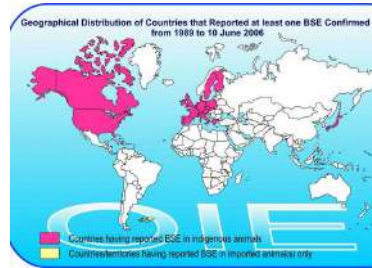 Geographical Distribution of Countries that Reported at least one BSE Confirmed
from 1989 to 10 June 2006
OIE
Countries having reported BSE in indigenous animals
Countries/territories having reported BSE in imported animal(s) only